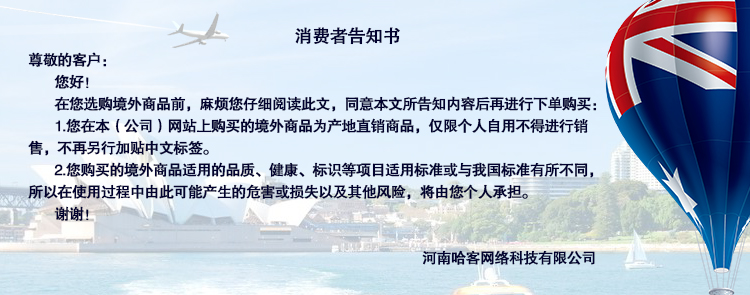 消费者告知书
尊敬的客户：
您好！
在您选购境外商品前，麻烦您仔细阅读此文，同意本文所告知内容后再进行下单购买：
1.您在本（公司）网站上购买的境外商品为产地直销商品，仅限个人自用不得进行销
售，不再另行加贴中文标签。
2.您购买的境外商品适用的品质、健康、标识等项目适用标准或与我国标准有所不同，
所以在使用过程中由此可能产生的危害或损失以及其他风险，将由您个人承担。
谢谢！
河南哈客网络科技有限公司